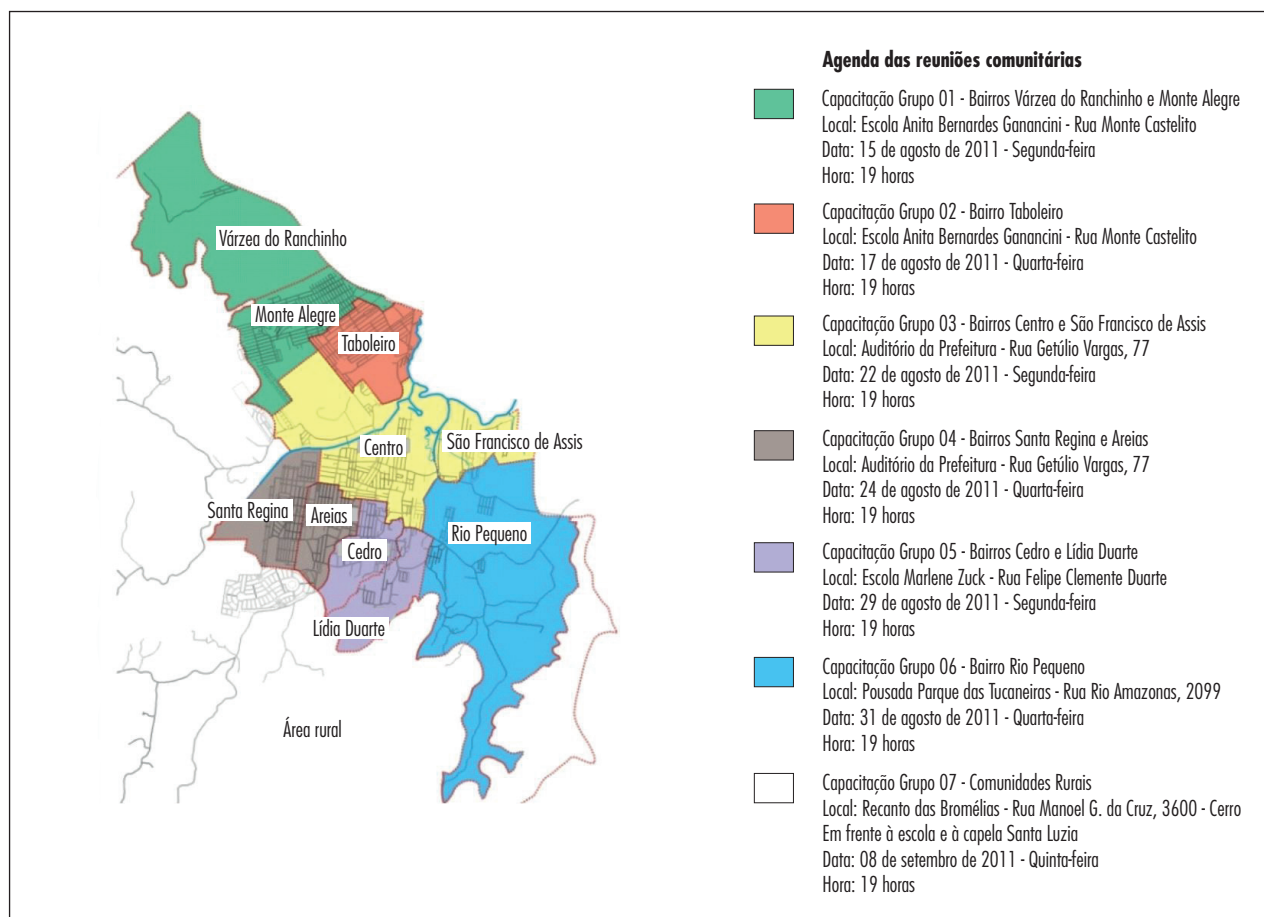 Várzea do Ranchinho
Monte Alegre
Taboleiro
Centro
São Francisco de Assis
Santa Regina
Areias
Rio Pequeno
Cedro
Lídia Duarte
Área rural
Agenda das reuniões comunitárias
Capacitação Grupo 01 - Bairros Várzea do Ranchinho e Monte Alegre
Local: Escola Anita Bernardes Ganancini - Rua Monte Castelito
Data: 15 de agosto de 2011 - Segunda-feira
Hora: 19 horas
Capacitação Grupo 02 - Bairro Taboleiro
Local: Escola Anita Bernardes Ganancini - Rua Monte Castelito
Data: 17 de agosto de 2011 - Quarta-feira
Hora: 19 horas
Capacitação Grupo 03 - Bairros Centro e São Francisco de Assis
Local: Auditório da Prefeitura - Rua Getúlio Vargas, 77
Data: 22 de agosto de 2011 - Segunda-feira
Hora: 19 horas
Capacitação Grupo 04 - Bairros Santa Regina e Areias
Local: Auditório da Prefeitura - Rua Getúlio Vargas, 77
Data: 24 de agosto de 2011 - Quarta-feira
Hora: 19 horas
Capacitação Grupo 05 - Bairros Cedro e Lídia Duarte
Local: Escola Marlene Zuck - Rua Felipe Clemente Duarte
Data: 29 de agosto de 2011 - Segunda-feira
Hora: 19 horas
Capacitação Grupo 06 - Bairro Rio Pequeno
Local: Pousada Parque das Tucaneiras - Rua Rio Amazonas, 2099
Data: 31 de agosto de 2011 - Quarta-feira
Hora: 19 horas
Capacitação Grupo 07 - Comunidades Rurais
Local: Recanto das Bromélias - Rua Manoel G. da Cruz, 3600 - Cerro
Em frente à escola e à capela Santa Luzia
Data: 08 de setembro de 2011 - Quinta-feira
Hora: 19 horas